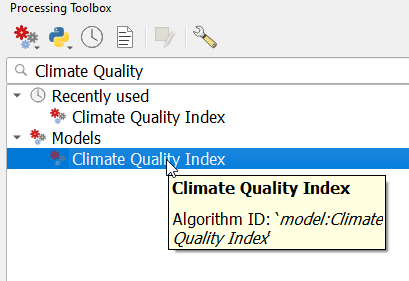 Processing Toolbox
Climate Quality
Recently used
Climate Quality Index
Models
Climate Quality Index
Climate Quality Index
Algorithm ID: `model:Climate
Quality Index`